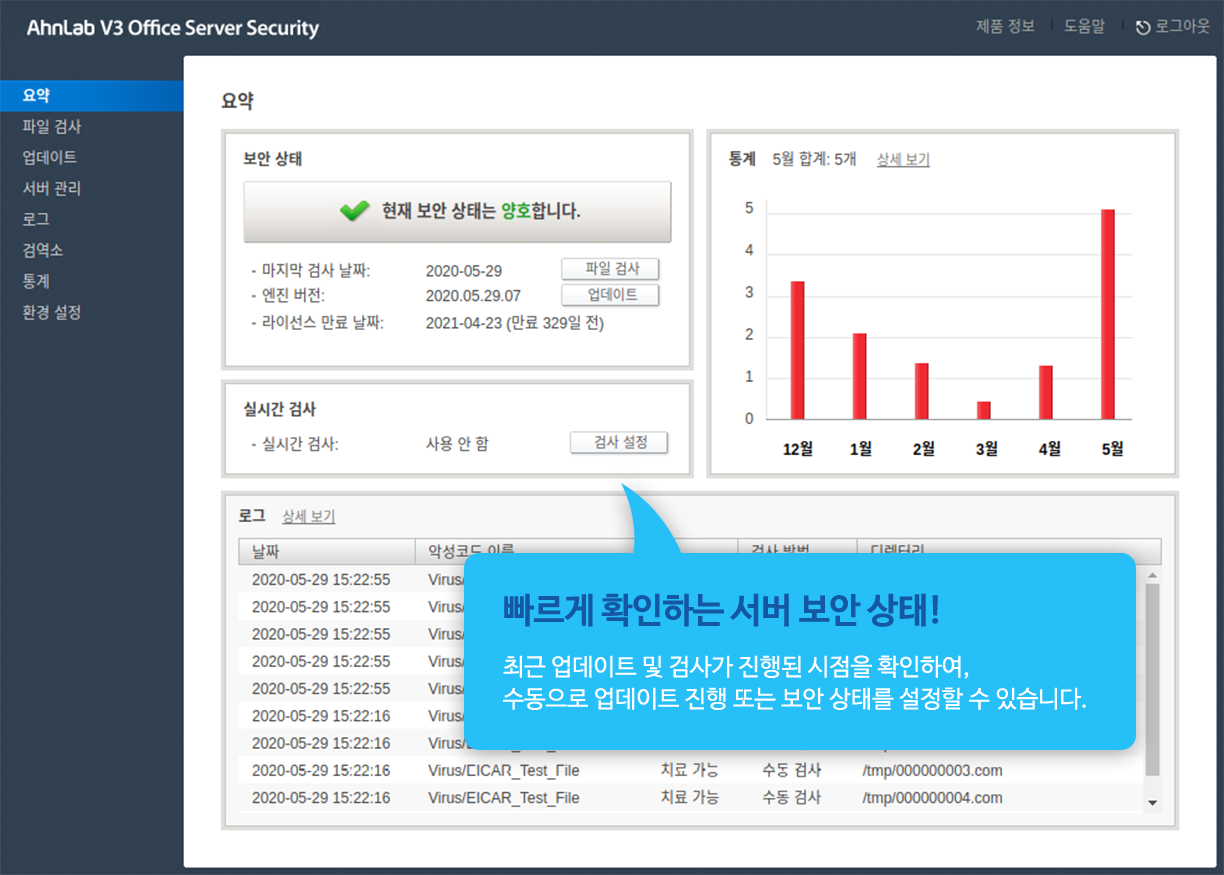 AhnLab V3 Office Server Security
제품 정보
도움말
로그아웃
요약
파일 검사
업데이트
서버 관리
로그
검역소
통계
환경 설정
요약
보안 상태
현재 보안 상태는 양호합니다.
- 마지막 검사 날짜: 2020-05-29 파일 검사
- 엔진 버전: 2020.05.29.07 업데이트
- 라이선스 만료 날짜: 2021-04-23 (만료 329일 전)
실시간 검사
- 실시간 검사: 사용 안 함 검사 설정
통계 5월 합계: 5개 상세 보기
5
4
3
2
1
0
12월 1월 2월 3월 4월 5월
로그 상세 보기
날짜 악성코드 이름 검사 방법 디렉터리
2020-05-29 15:22:55 Virus/
2020-05-29 15:22:55 Virus/
2020-05-29 15:22:55 Virus/
2020-05-29 15:22:55 Virus/
2020-05-29 15:22:55 Virus/
2020-05-29 15:22:16 Virus/
2020-05-29 15:22:16 Virus/
2020-05-29 15:22:16 Virus/EICAR_Test_File 치료 가능 수동 검사 /tmp/000000003.com
2020-05-29 15:22:16 Virus/EICAR_Test_File 치료 가능 수동 검사 /tmp/000000004.com
빠르게 확인하는 서버 보안 상태!
최근 업데이트 및 검사가 진행된 시점을 확인하여,
수동으로 업데이트 진행 또는 보안 상태를 설정할 수 있습니다.